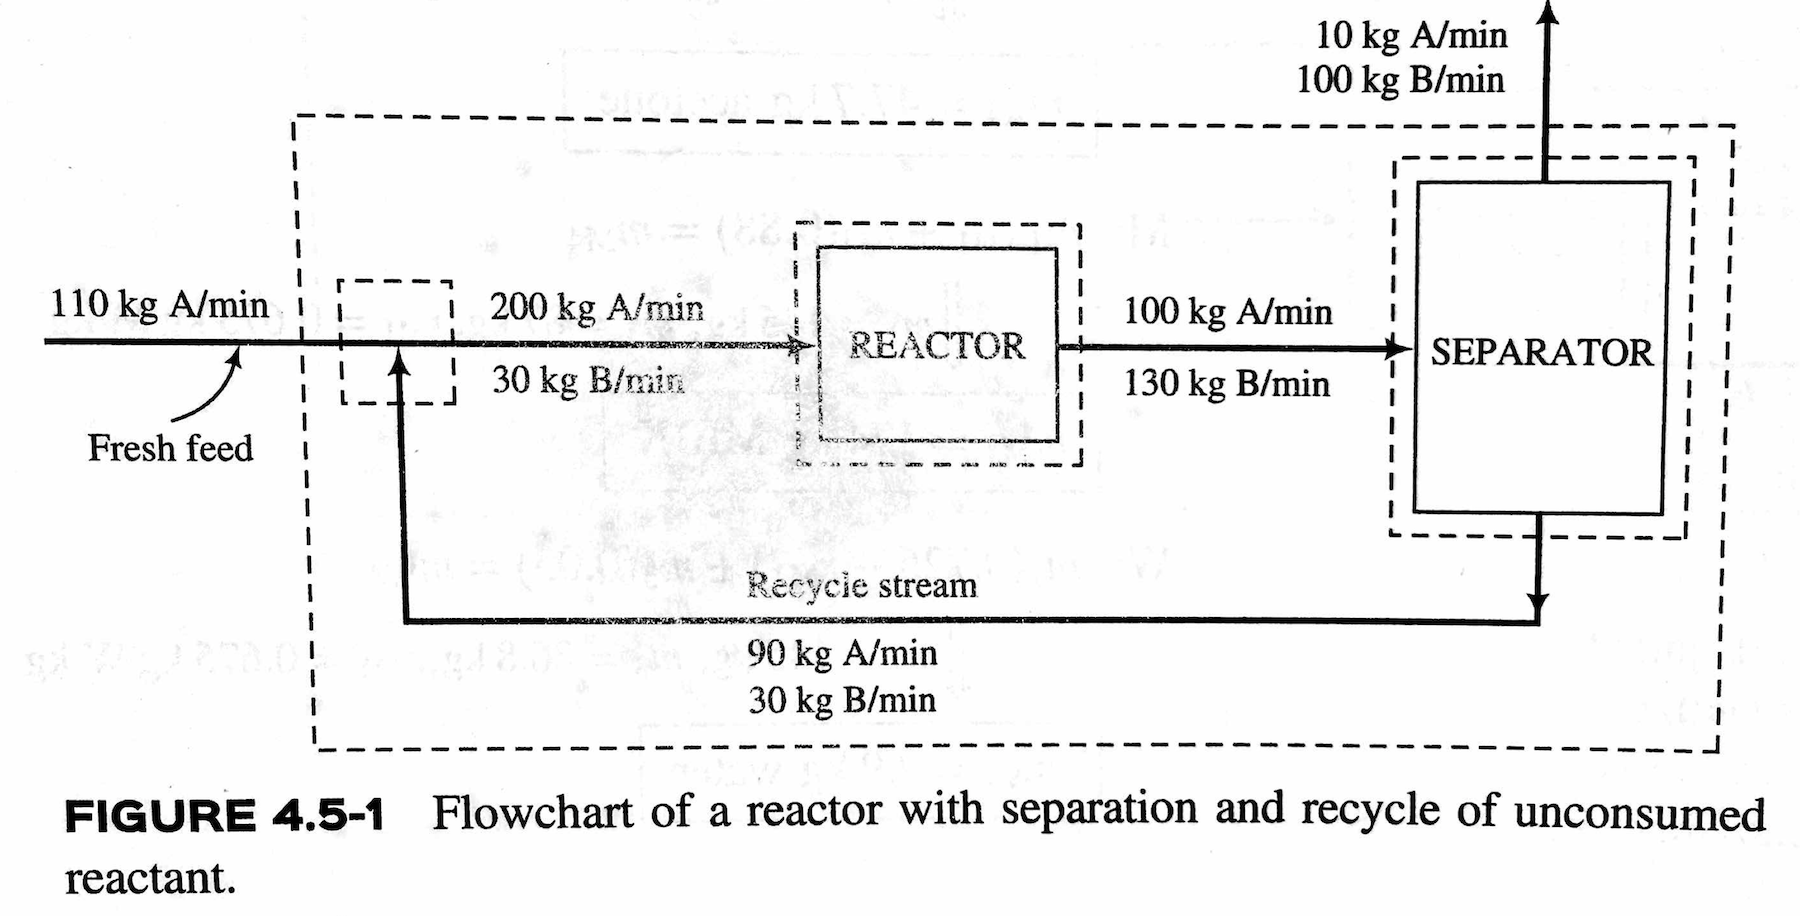 10 kg A/min
100 kg B/min
110 kg A/min
200 kg A/min
30 kg B/min
Fresh feed
REACTOR
100 kg A/min
130 kg B/min
SEPARATOR
Recycle stream
90 kg A/min
30 kg B/min
FIGURE 4.5-1 Flowchart of a reactor with separation and recycle of unconsumed
reactant.